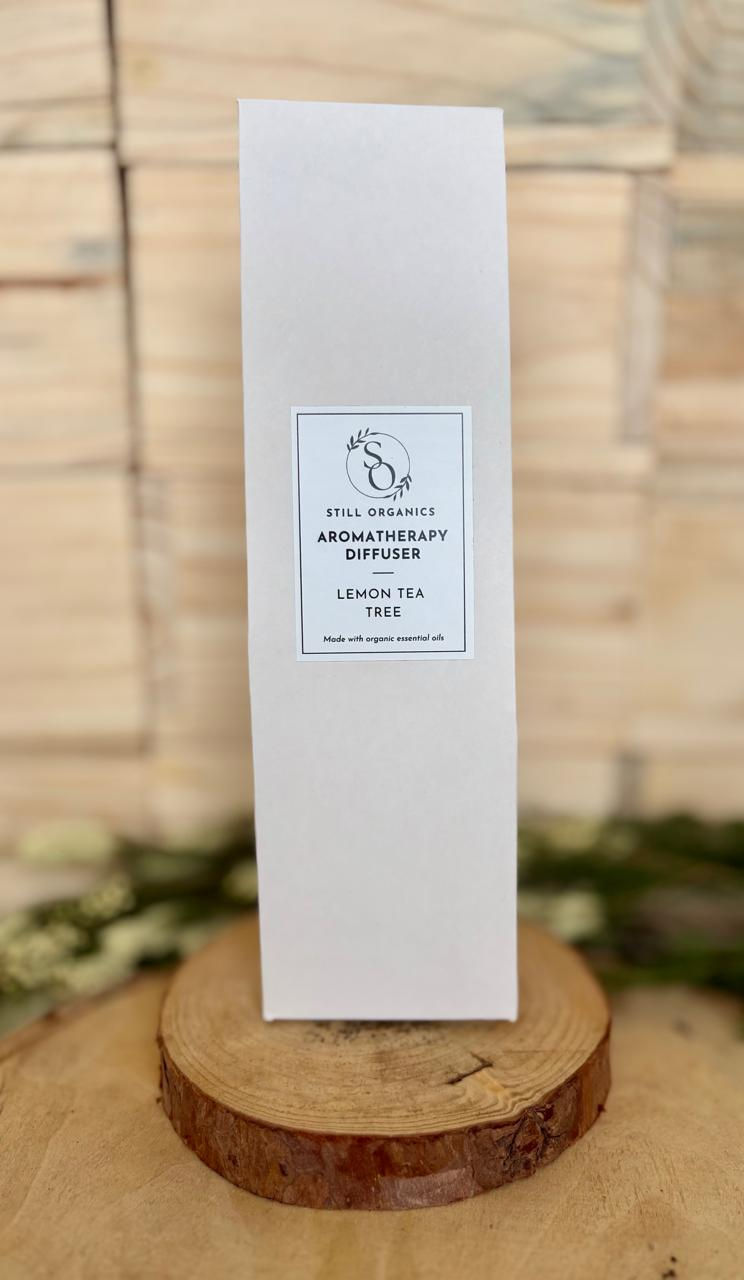 SO
STILL ORGANICS
AROMATHERAPY
DIFFUSER
LEMON TEA
TREE
Made with organic essential oils